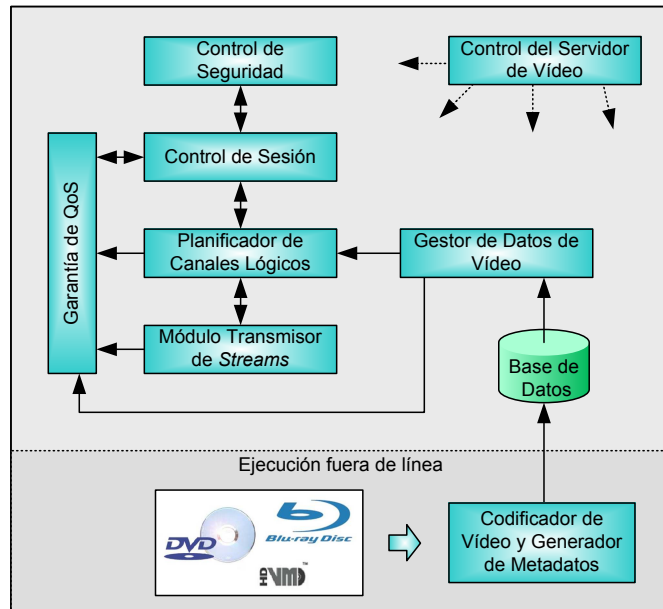 Control de
Seguridad
Control del Servidor
de Vídeo
Control de Sesión
Garantía de QoS
Planificador de
Canales Lógicos
Gestor de Datos de
Vídeo
Módulo Transmisor
de Streams
Base de
Datos
Ejecución fuera de línea
DVD
Blu-ray Disc
HD VMD™
Codificador de
Vídeo y Generador
de Metadatos